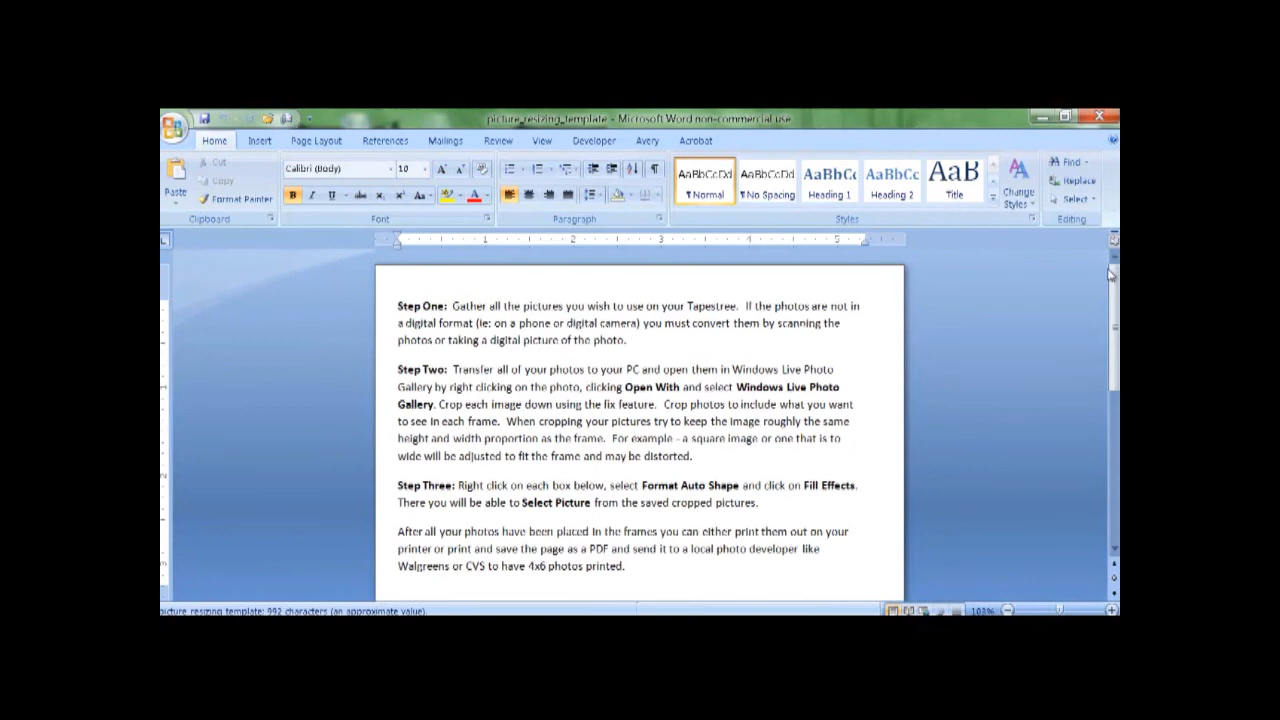 picture_resizing_template - Microsoft Word non-commercial use
Home Insert Page Layout References Mailings Review View Developer Avery Acrobat
Paste
Cut
Copy
Format Painter
Clipboard
Calibri (Body) 10
Font
Paragraph
AaBbCcDd AaBbCcDd AaBbCc AaBbCc AaB
¶ Normal ¶ No Spacing Heading 1 Heading 2 Title
Change
Styles
Styles
Find
Replace
Select
Editing
1 2 3 4 5
Step One: Gather all the pictures you wish to use on your Tapestree. If the photos are not in
a digital format (ie: on a phone or digital camera) you must convert them by scanning the
photos or taking a digital picture of the photo.
Step Two: Transfer all of your photos to your PC and open them in Windows Live Photo
Gallery by right clicking on the photo, clicking Open With and select Windows Live Photo
Gallery. Crop each image down using the fix feature. Crop photos to include what you want
to see in each frame. When cropping your pictures try to keep the image roughly the same
height and width proportion as the frame. For example - a square image or one that is to
wide will be adjusted to fit the frame and may be distorted.
Step Three: Right click on each box below, select Format Auto Shape and click on Fill Effects.
There you will be able to Select Picture from the saved cropped pictures.
After all your photos have been placed in the frames you can either print them out on your
printer or print and save the page as a PDF and send it to a local photo developer like
Walgreens or CVS to have 4x6 photos printed.
picture_resizing_template: 992 characters (an approximate value).
103%